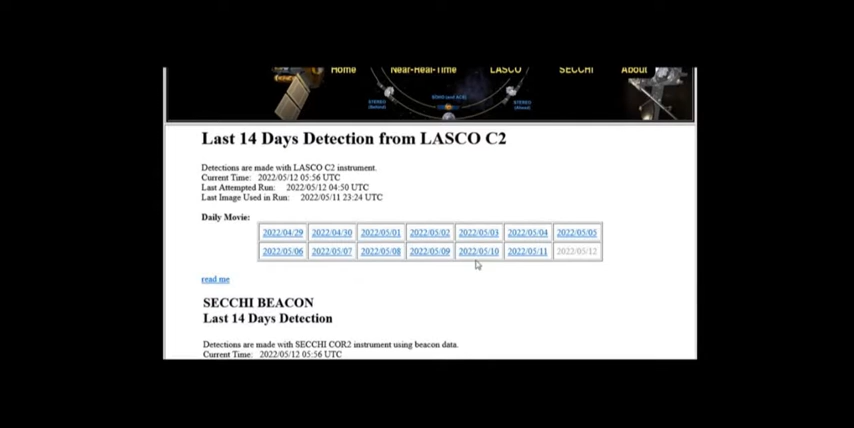 Home Near-Real-Time LASCO SECCHI About
STEREO (Behind)
STEREO (Ahead)
Last 14 Days Detection from LASCO C2
Detections are made with LASCO C2 instrument.
Current Time: 2022/05/12 05:56 UTC
Last Attempted Run: 2022/05/12 04:50 UTC
Last Image Used in Run: 2022/05/11 23:24 UTC
Daily Movie:
2022/04/29 2022/04/30 2022/05/01 2022/05/02 2022/05/03 2022/05/04 2022/05/05
2022/05/06 2022/05/07 2022/05/08 2022/05/09 2022/05/10 2022/05/11 2022/05/12
read me
SECCHI BEACON
Last 14 Days Detection
Detections are made with SECCHI COR2 instrument using beacon data.
Current Time: 2022/05/12 05:56 UTC